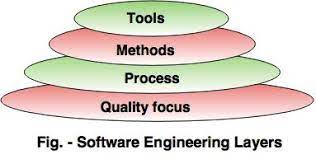 Tools
Methods
Process
Quality focus
Fig. - Software Engineering Layers